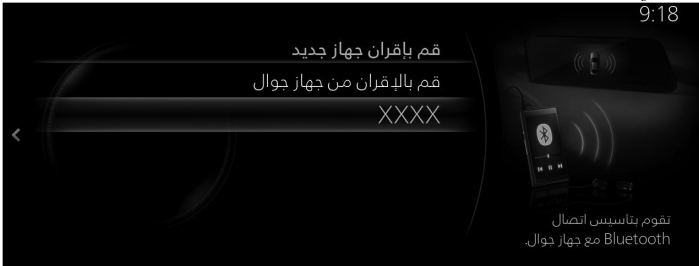 9:18
قم بإقران جهاز جديد
قم بالإقران من جهاز جوال
XXXX
تقوم بتأسيس اتصال
Bluetooth مع جهاز جوال.